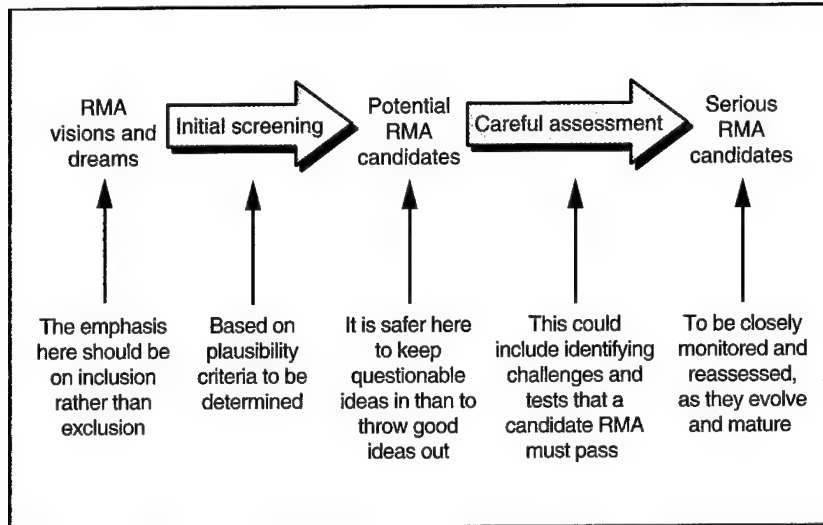 RMA
visions and
dreams
Initial screening
Potential
RMA
candidates
Careful assessment
Serious
RMA
candidates
The emphasis
here should be
on inclusion
rather than
exclusion
Based on
plausibility
criteria to be
determined
It is safer here
to keep
questionable
ideas in than to
throw good
ideas out
This could
include identifying
challenges and
tests that a
candidate RMA
must pass
To be closely
monitored and
reassessed,
as they evolve
and mature